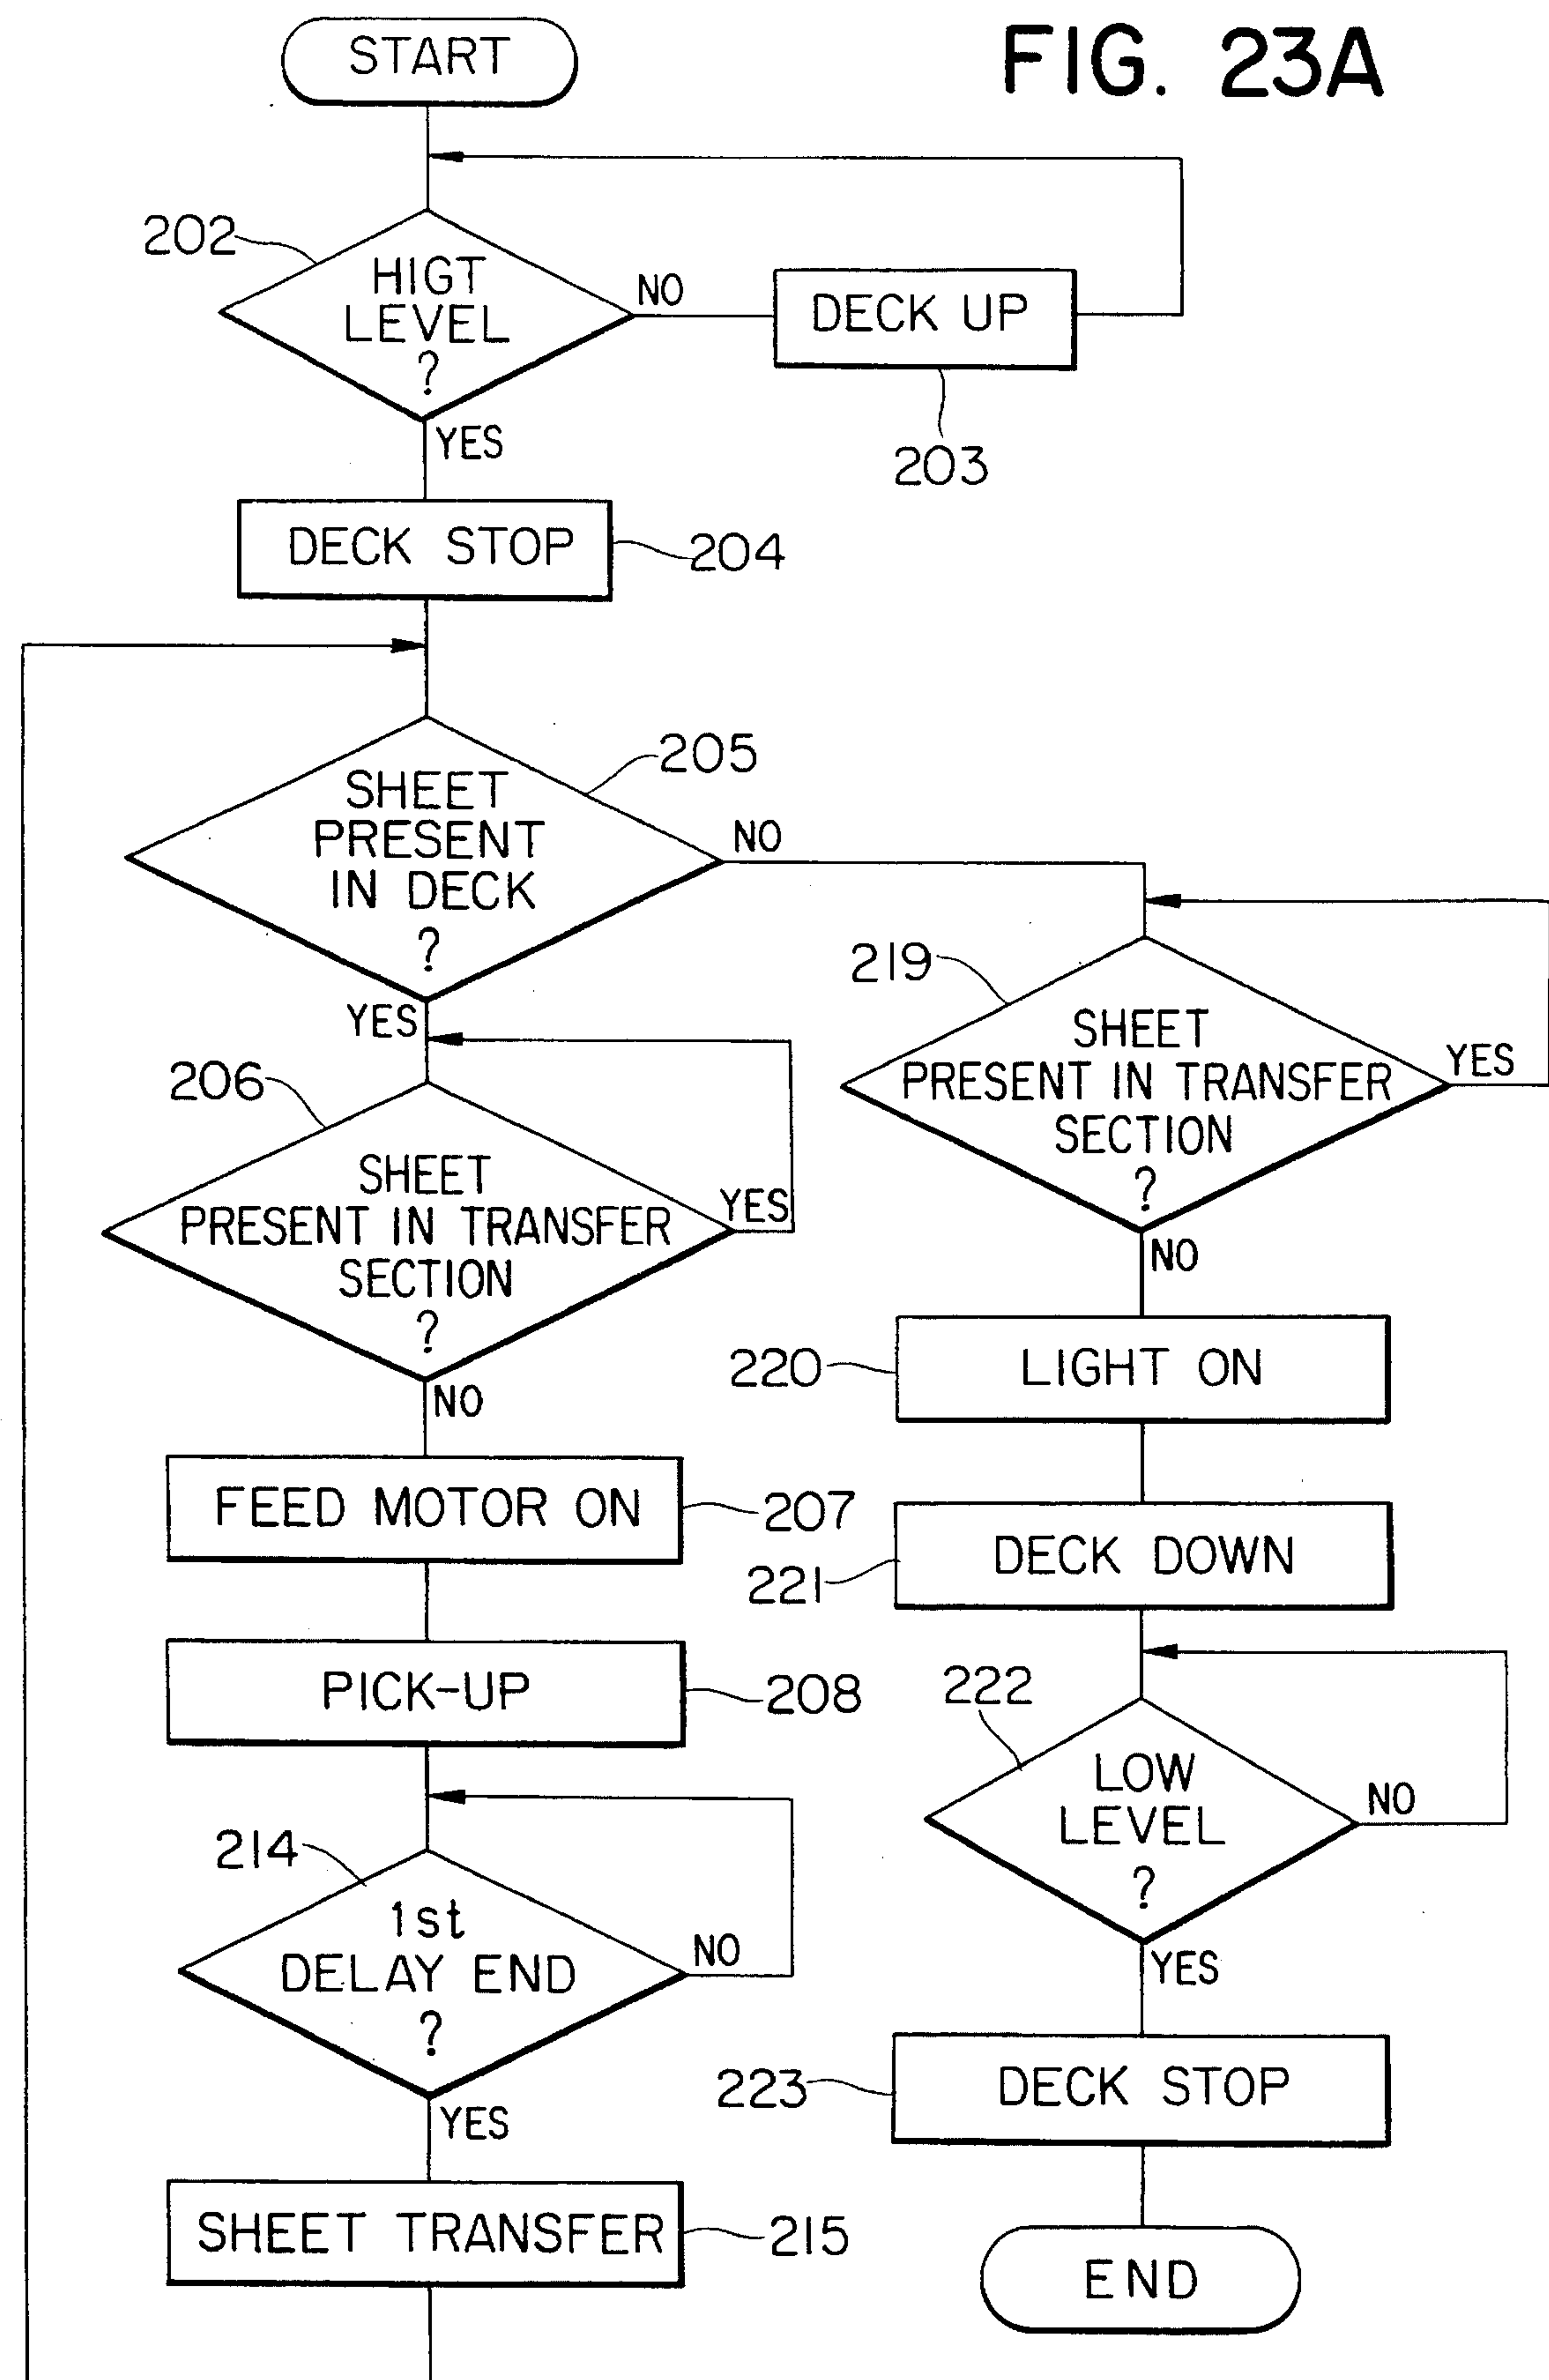 FIG. 23A
START
202
HIGT
LEVEL
?
NO
DECK UP
203
YES
DECK STOP
204
205
SHEET
PRESENT
IN DECK
?
NO
YES
206
SHEET
PRESENT IN TRANSFER
SECTION
?
YES
NO
FEED MOTOR ON
207
PICK-UP
208
214
1st
DELAY END
?
NO
YES
SHEET TRANSFER
215
219
SHEET
PRESENT IN TRANSFER
SECTION
?
YES
NO
220
LIGHT ON
221
DECK DOWN
222
LOW
LEVEL
?
NO
YES
223
DECK STOP
END